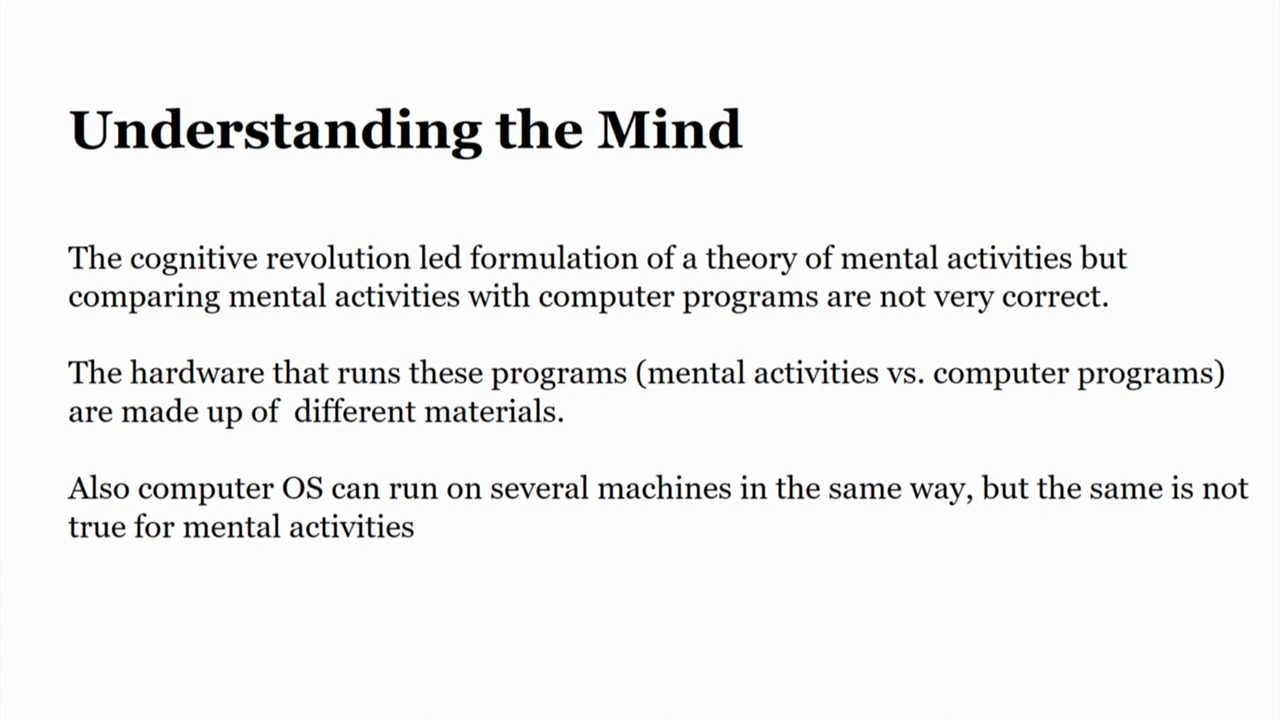 Understanding the Mind
The cognitive revolution led formulation of a theory of mental activities but
comparing mental activities with computer programs are not very correct.
The hardware that runs these programs (mental activities vs. computer programs)
are made up of  different materials.
Also computer OS can run on several machines in the same way, but the same is not
true for mental activities